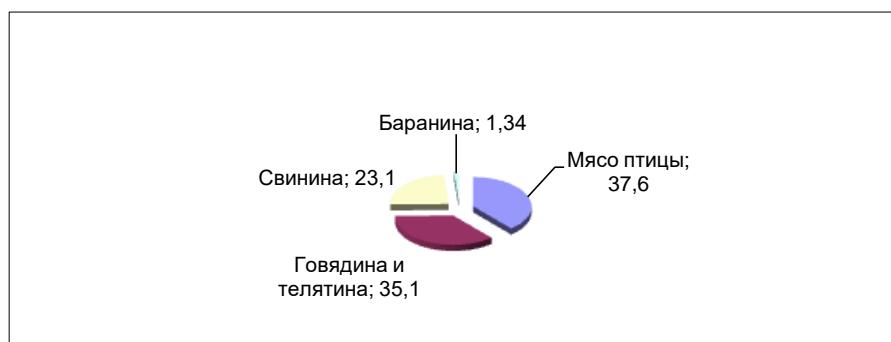 Баранина; 1,34
Мясо птицы;
37,6
Свинина; 23,1
Говядина и
телятина; 35,1